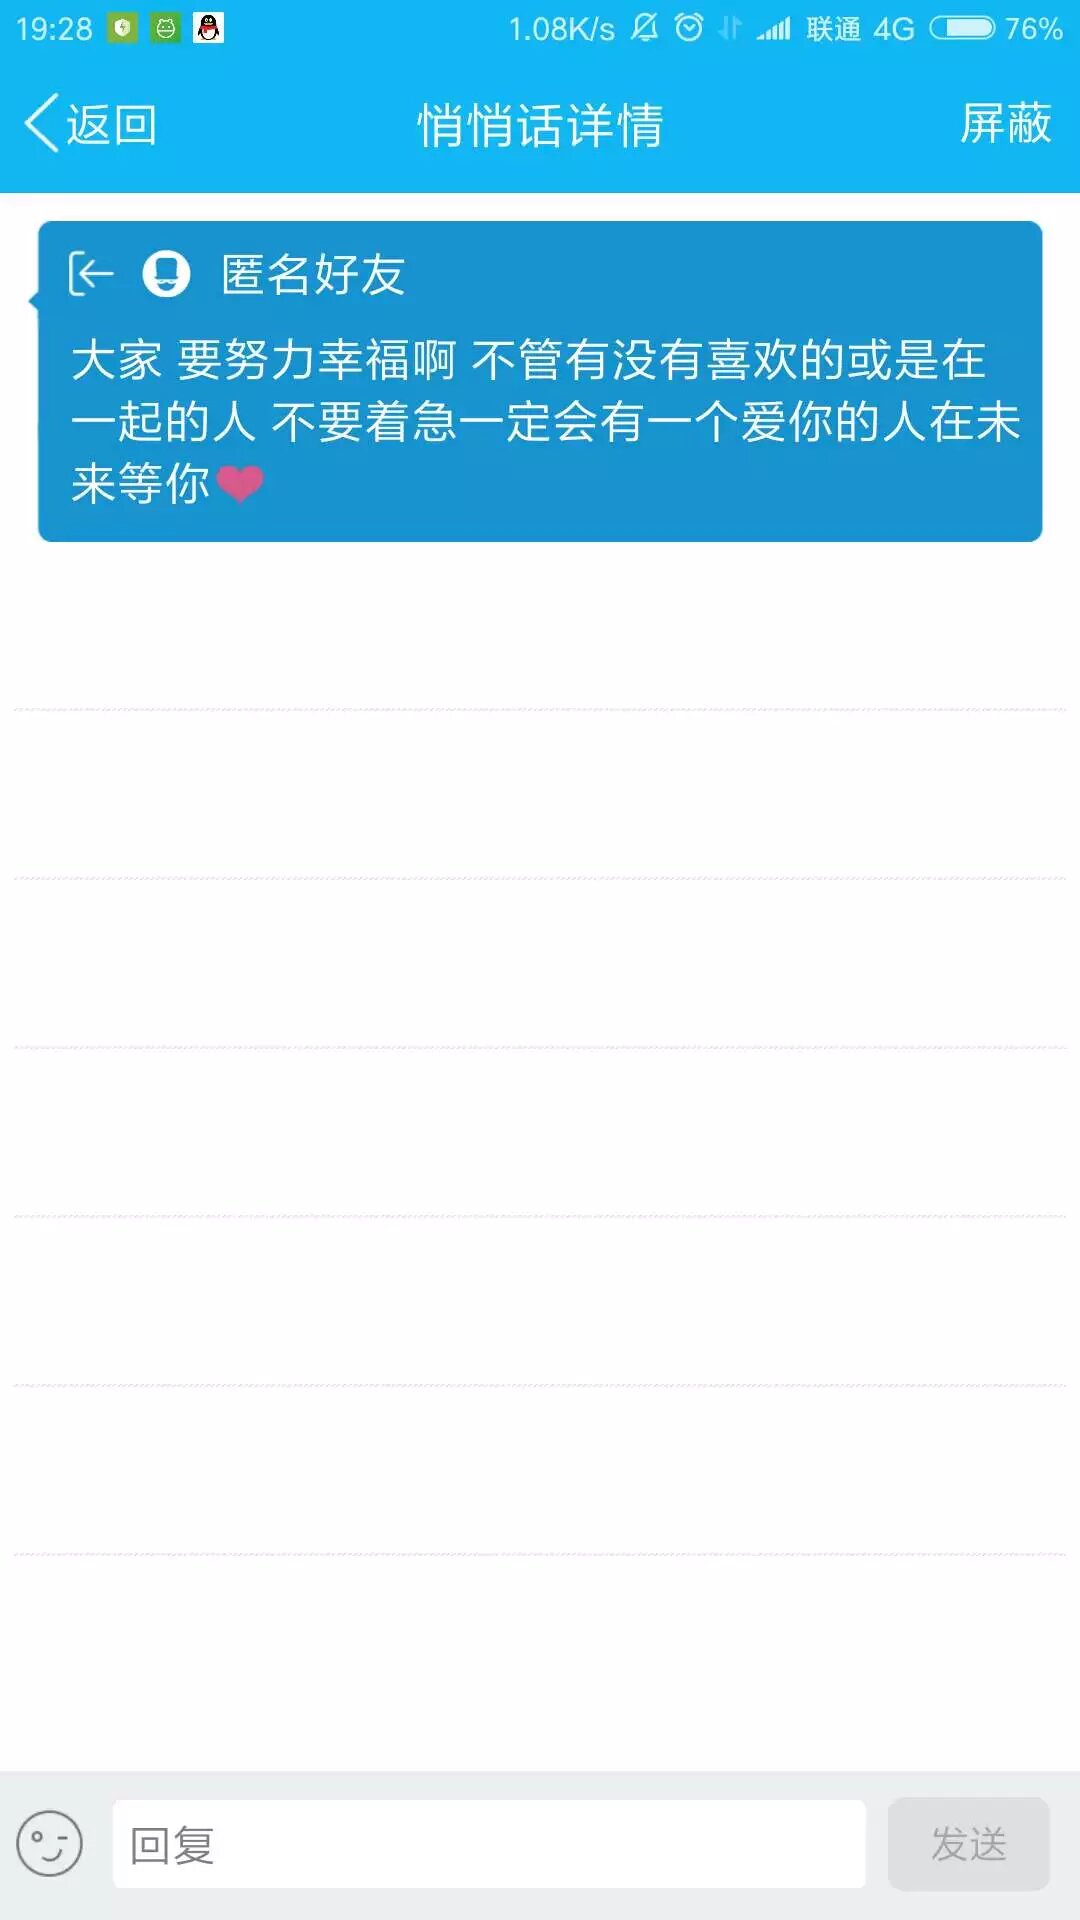 19:28 1.08K/s 联通 4G 76%
返回 悄悄话详情 屏蔽
匿名好友
大家 要努力幸福啊 不管有没有喜欢的或是在
一起的人 不要着急一定会有一个爱你的人在未
来等你❤
回复 发送